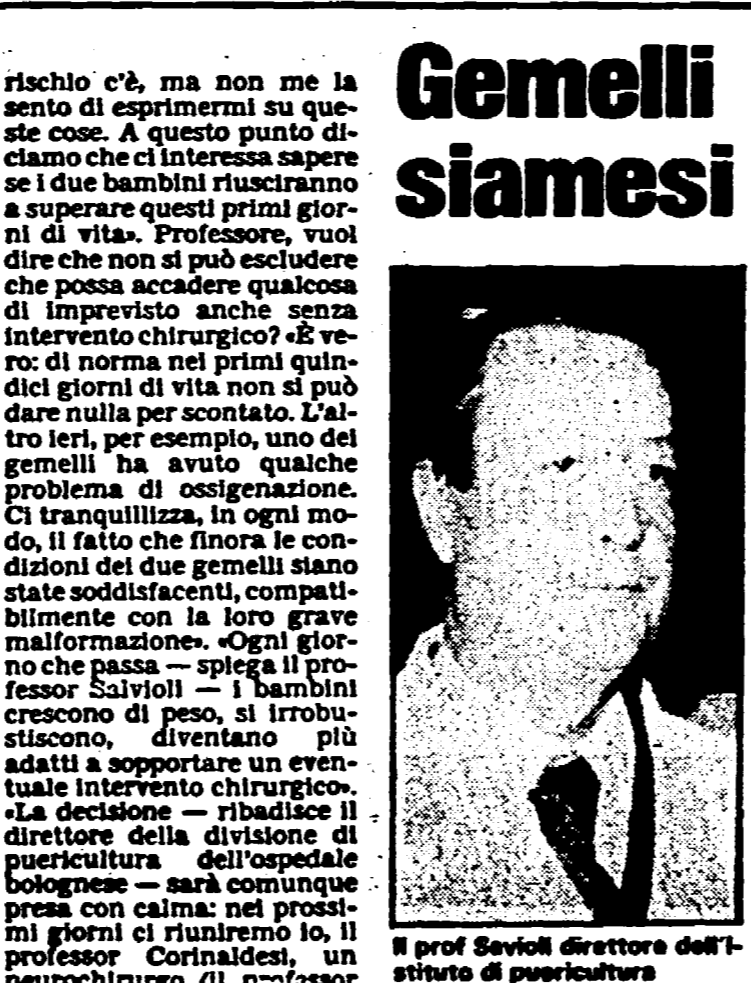 rischio c'è, ma non me la
sento di esprimermi su que-
ste cose. A questo punto di-
ciamo che ci interessa sapere
se i due bambini riusciranno
a superare questi primi gior-
ni di vita». Professore, vuol
dire che non si può escludere
che possa accadere qualcosa
di imprevisto anche senza
intervento chirurgico? «È ve-
ro: di norma nei primi quin-
dici giorni di vita non si può
dare nulla per scontato. L'al-
tro ieri, per esempio, uno dei
gemelli ha avuto qualche
problema di ossigenazione.
Ci tranquillizza, in ogni mo-
do, il fatto che finora le con-
dizioni dei due gemelli siano
state soddisfacenti, compati-
bilmente con la loro grave
malformazione». «Ogni gior-
no che passa — spiega il pro-
fessor Salvioli — i bambini
crescono di peso, si irrobu-
stiscono, diventano più
adatti a sopportare un even-
tuale intervento chirurgico».
«La decisione — ribadisce il
direttore della divisione di
puericultura dell'ospedale
bolognese — sarà comunque
presa con calma: nei prossi-
mi giorni ci riuniremo io, il
professor Corinaldesi, un
neurochirurgo (il professor
Gemelli
siamesi
Il prof Savioli direttore dell'I-
stituto di puericultura